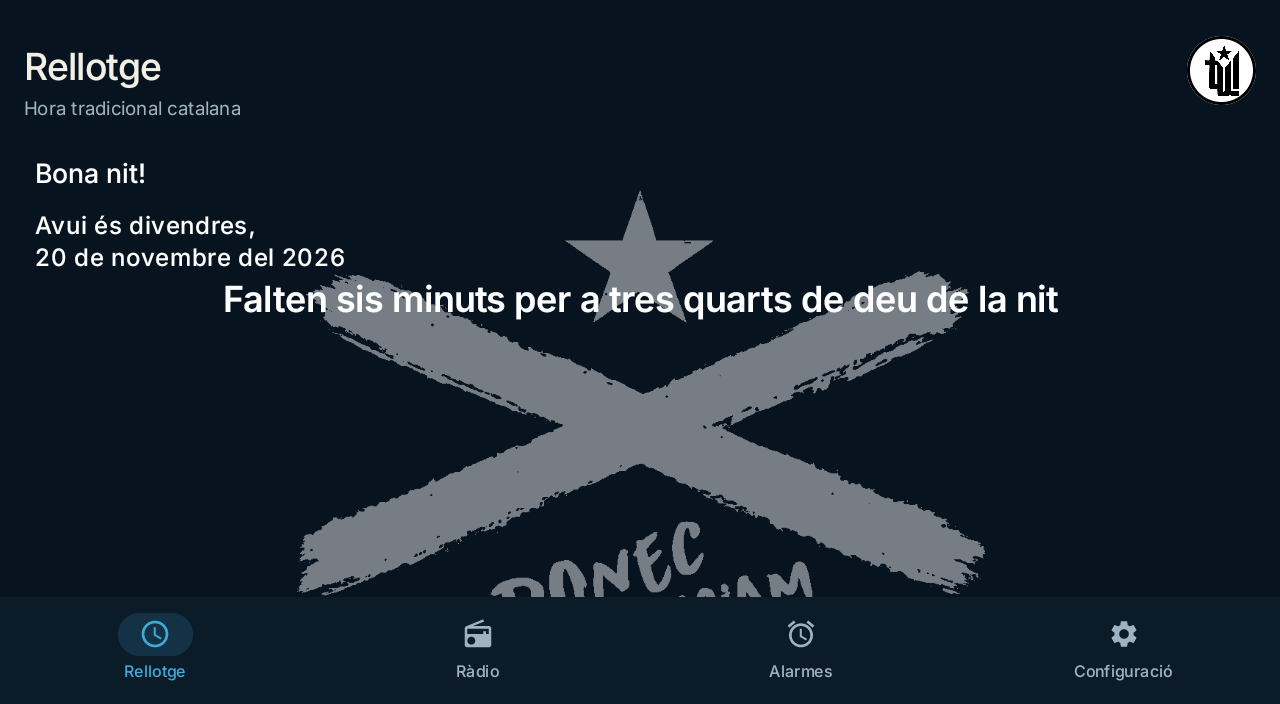 Rellotge
Hora tradicional catalana
Bona nit!
Avui és divendres,
20 de novembre del 2026
Falten sis minuts per a tres quarts de deu de la nit
DONEC
Rellotge
Ràdio
Alarmes
Configuració